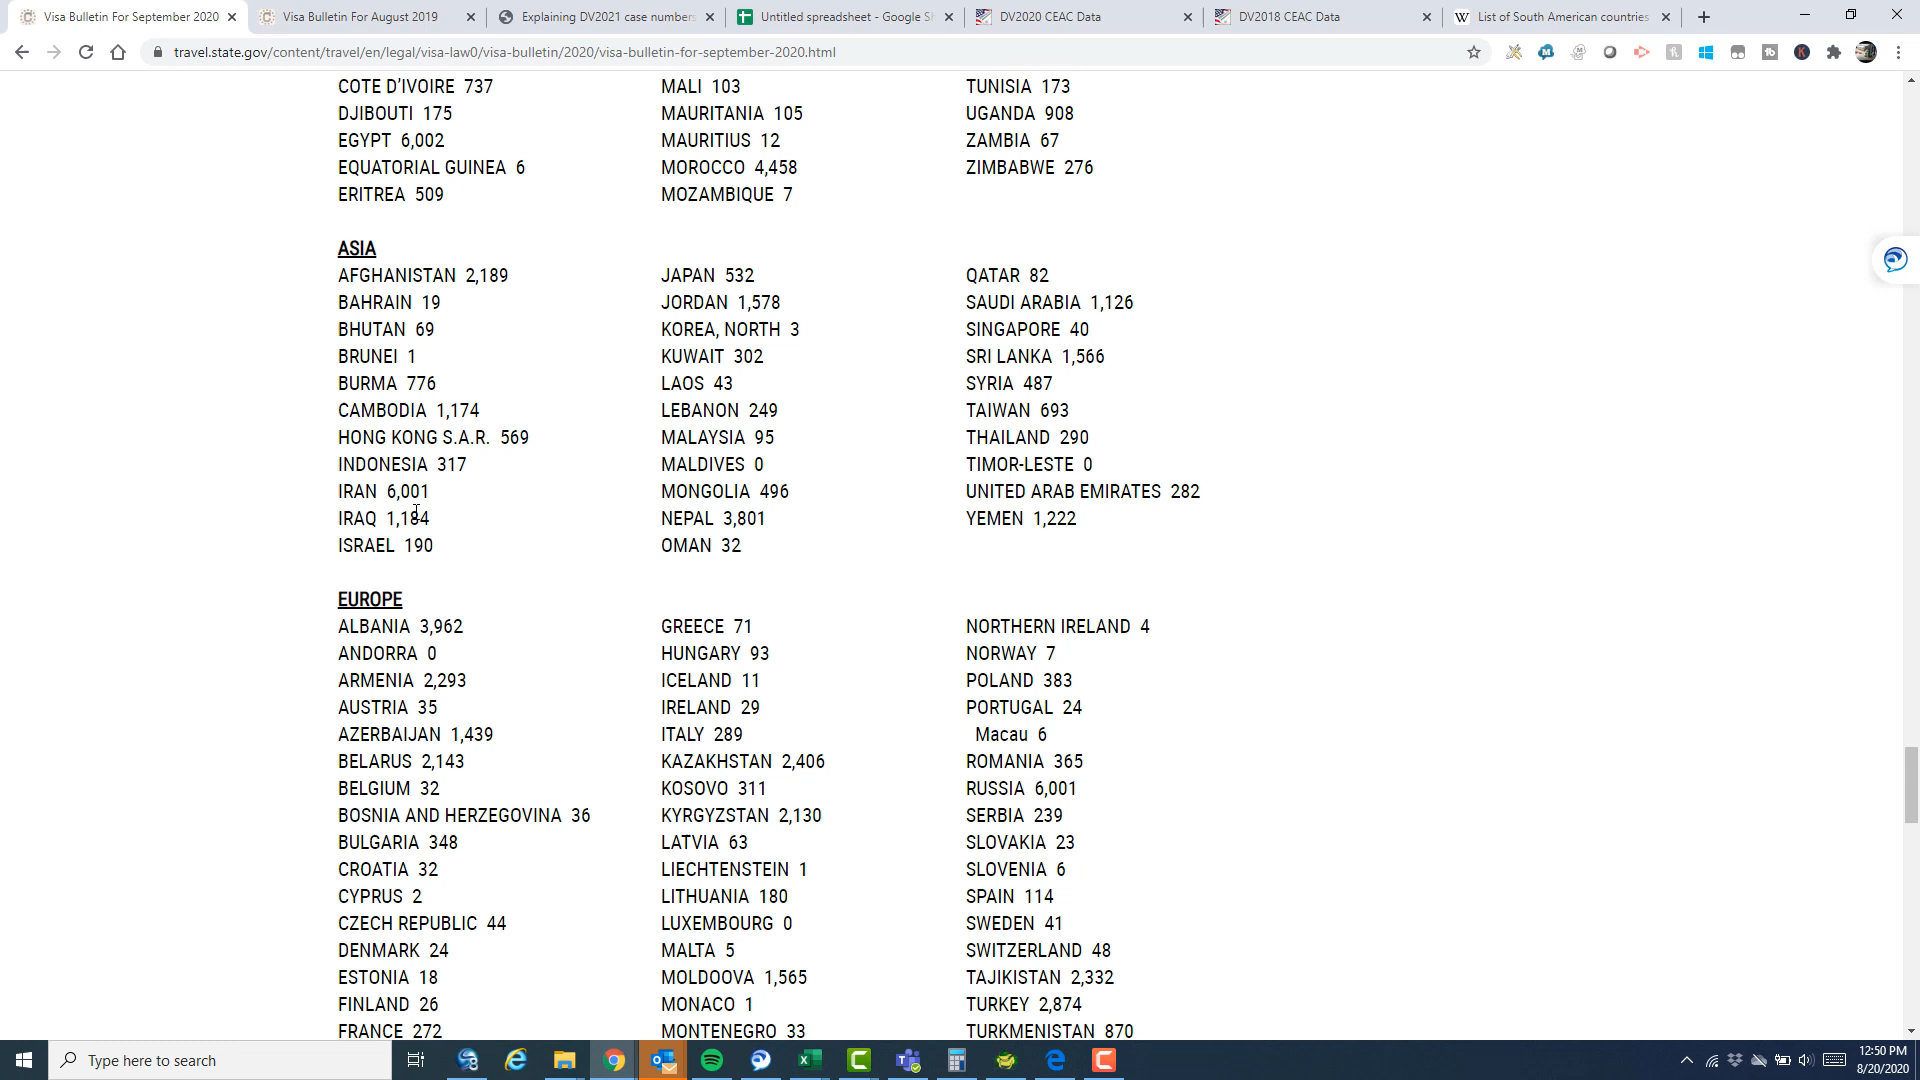 Visa Bulletin For September 2020
Visa Bulletin For August 2019
Explaining DV2021 case numbers
Untitled spreadsheet - Google Sh
DV2020 CEAC Data
DV2018 CEAC Data
W List of South American countries
travel.state.gov/content/travel/en/legal/visa-law0/visa-bulletin/2020/visa-bulletin-for-september-2020.html
COTE D'IVOIRE 737 MALI 103 TUNISIA 173
DJIBOUTI 175 MAURITANIA 105 UGANDA 908
EGYPT 6,002 MAURITIUS 12 ZAMBIA 67
EQUATORIAL GUINEA 6 MOROCCO 4,458 ZIMBABWE 276
ERITREA 509 MOZAMBIQUE 7
ASIA
AFGHANISTAN 2,189 JAPAN 532 QATAR 82
BAHRAIN 19 JORDAN 1,578 SAUDI ARABIA 1,126
BHUTAN 69 KOREA, NORTH 3 SINGAPORE 40
BRUNEI 1 KUWAIT 302 SRI LANKA 1,566
BURMA 776 LAOS 43 SYRIA 487
CAMBODIA 1,174 LEBANON 249 TAIWAN 693
HONG KONG S.A.R. 569 MALAYSIA 95 THAILAND 290
INDONESIA 317 MALDIVES 0 TIMOR-LESTE 0
IRAN 6,001 MONGOLIA 496 UNITED ARAB EMIRATES 282
IRAQ 1,184 NEPAL 3,801 YEMEN 1,222
ISRAEL 190 OMAN 32
EUROPE
ALBANIA 3,962 GREECE 71 NORTHERN IRELAND 4
ANDORRA 0 HUNGARY 93 NORWAY 7
ARMENIA 2,293 ICELAND 11 POLAND 383
AUSTRIA 35 IRELAND 29 PORTUGAL 24
AZERBAIJAN 1,439 ITALY 289 Macau 6
BELARUS 2,143 KAZAKHSTAN 2,406 ROMANIA 365
BELGIUM 32 KOSOVO 311 RUSSIA 6,001
BOSNIA AND HERZEGOVINA 36 KYRGYZSTAN 2,130 SERBIA 239
BULGARIA 348 LATVIA 63 SLOVAKIA 23
CROATIA 32 LIECHTENSTEIN 1 SLOVENIA 6
CYPRUS 2 LITHUANIA 180 SPAIN 114
CZECH REPUBLIC 44 LUXEMBOURG 0 SWEDEN 41
DENMARK 24 MALTA 5 SWITZERLAND 48
ESTONIA 18 MOLDOOVA 1,565 TAJIKISTAN 2,332
FINLAND 26 MONACO 1 TURKEY 2,874
FRANCE 272 MONTENEGRO 33 TURKMENISTAN 870
Type here to search
12:50 PM
8/20/2020